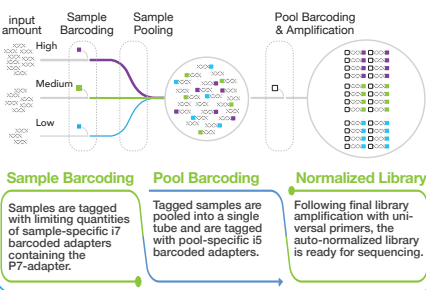 input
amount
Sample
Barcoding
Sample
Pooling
Pool Barcoding
& Amplification
High
Medium
Low
Sample Barcoding
Samples are tagged
with limiting quantities
of sample-specific i7
barcoded adapters
containing the
P7-adapter.
Pool Barcoding
Tagged samples are
pooled into a single
tube and are tagged
with pool-specific i5
barcoded adapters.
Normalized Library
Following final library
amplification with uni-
versal primers, the
auto-normalized library
is ready for sequencing.